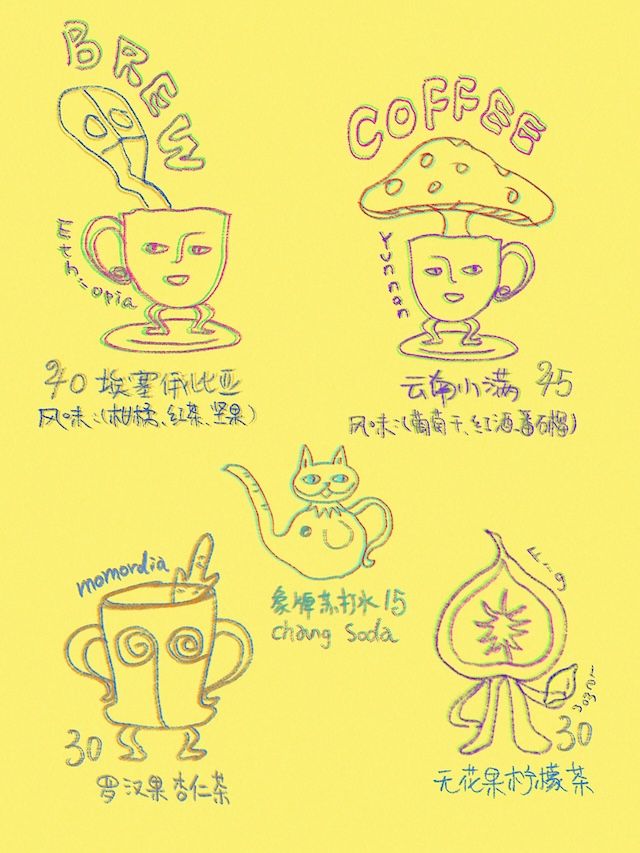 BREW
COFFEE
Ethiopia
Yunnan
40 埃塞俄比亚
风味:(柑橘、红茶、坚果)
云南小满 45
风味:(葡萄干、红酒、番石榴)
象牌苏打水 15
chang Soda
momordia
30
罗汉果杏仁茶
Fig
30
无花果柠檬茶